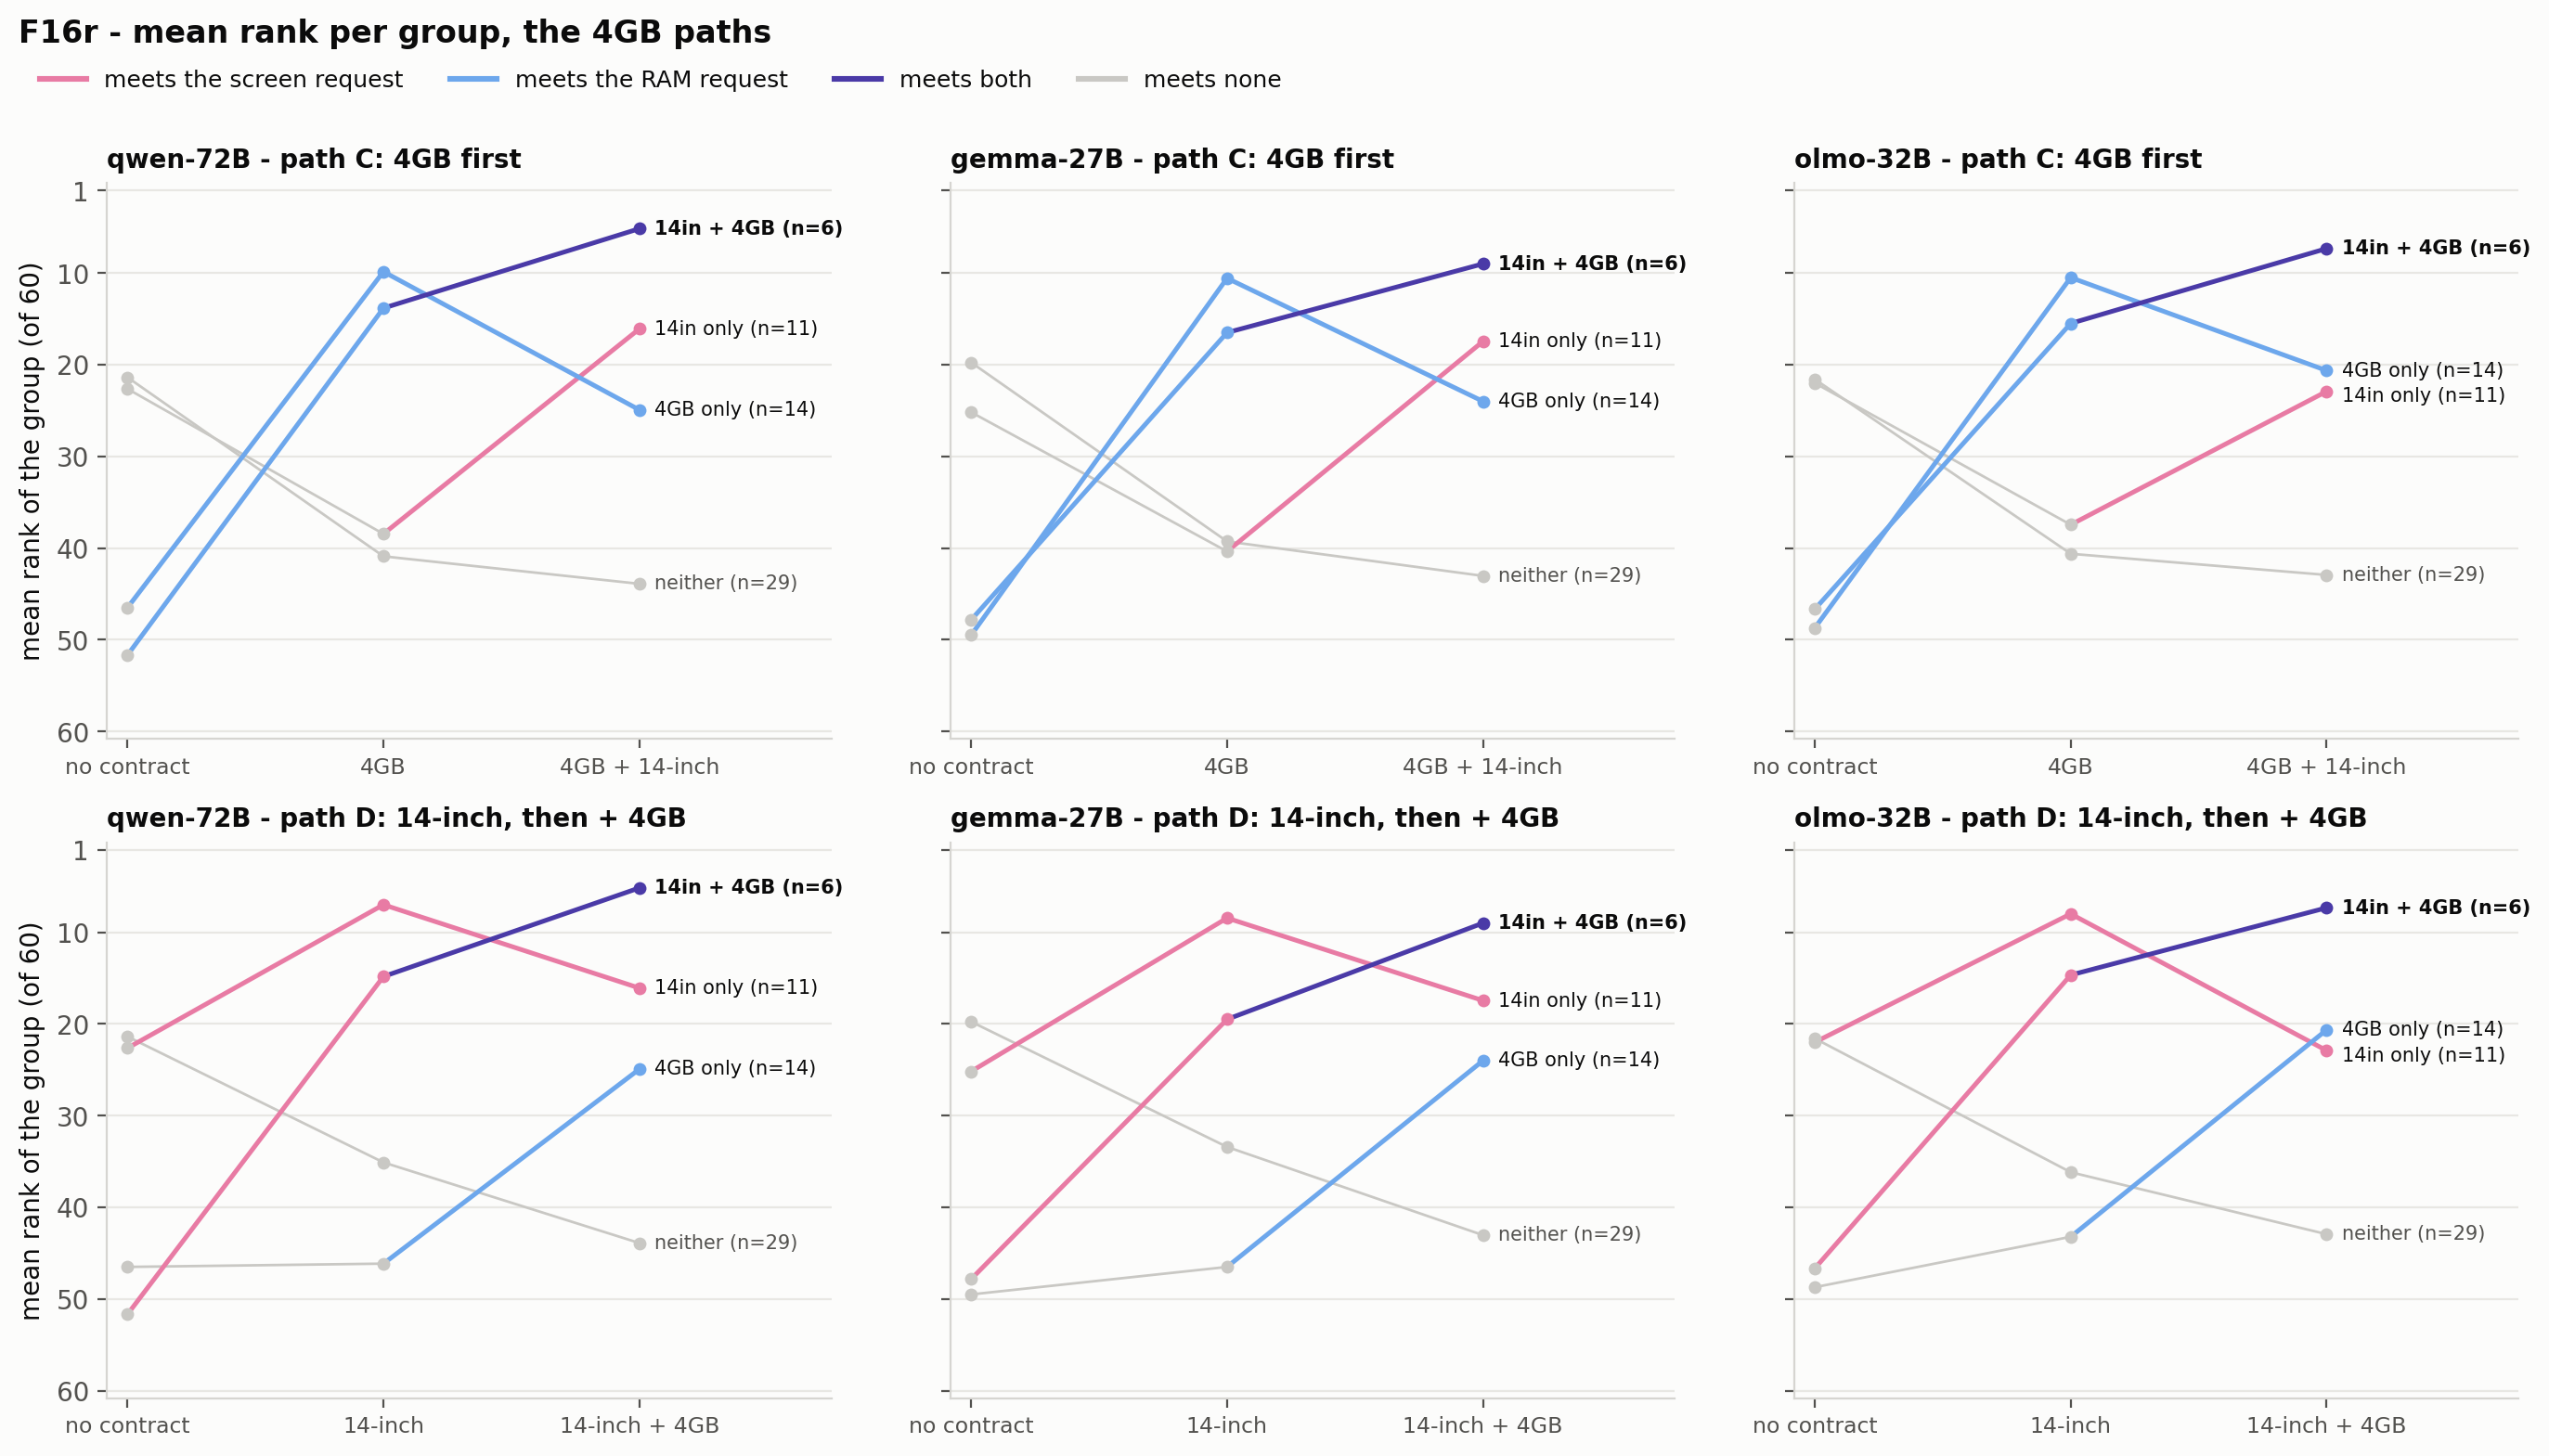 F16r - mean rank per group, the 4GB paths
meets the screen request
meets the RAM request
meets both
meets none
qwen-72B - path C: 4GB first
mean rank of the group (of 60)
1
10
20
30
40
50
60
14in + 4GB (n=6)
14in only (n=11)
4GB only (n=14)
neither (n=29)
no contract
4GB
4GB + 14-inch
gemma-27B - path C: 4GB first
14in + 4GB (n=6)
14in only (n=11)
4GB only (n=14)
neither (n=29)
no contract
4GB
4GB + 14-inch
olmo-32B - path C: 4GB first
14in + 4GB (n=6)
4GB only (n=14)
14in only (n=11)
neither (n=29)
no contract
4GB
4GB + 14-inch
qwen-72B - path D: 14-inch, then + 4GB
mean rank of the group (of 60)
1
10
20
30
40
50
60
14in + 4GB (n=6)
14in only (n=11)
4GB only (n=14)
neither (n=29)
no contract
14-inch
14-inch + 4GB
gemma-27B - path D: 14-inch, then + 4GB
14in + 4GB (n=6)
14in only (n=11)
4GB only (n=14)
neither (n=29)
no contract
14-inch
14-inch + 4GB
olmo-32B - path D: 14-inch, then + 4GB
14in + 4GB (n=6)
4GB only (n=14)
14in only (n=11)
neither (n=29)
no contract
14-inch
14-inch + 4GB